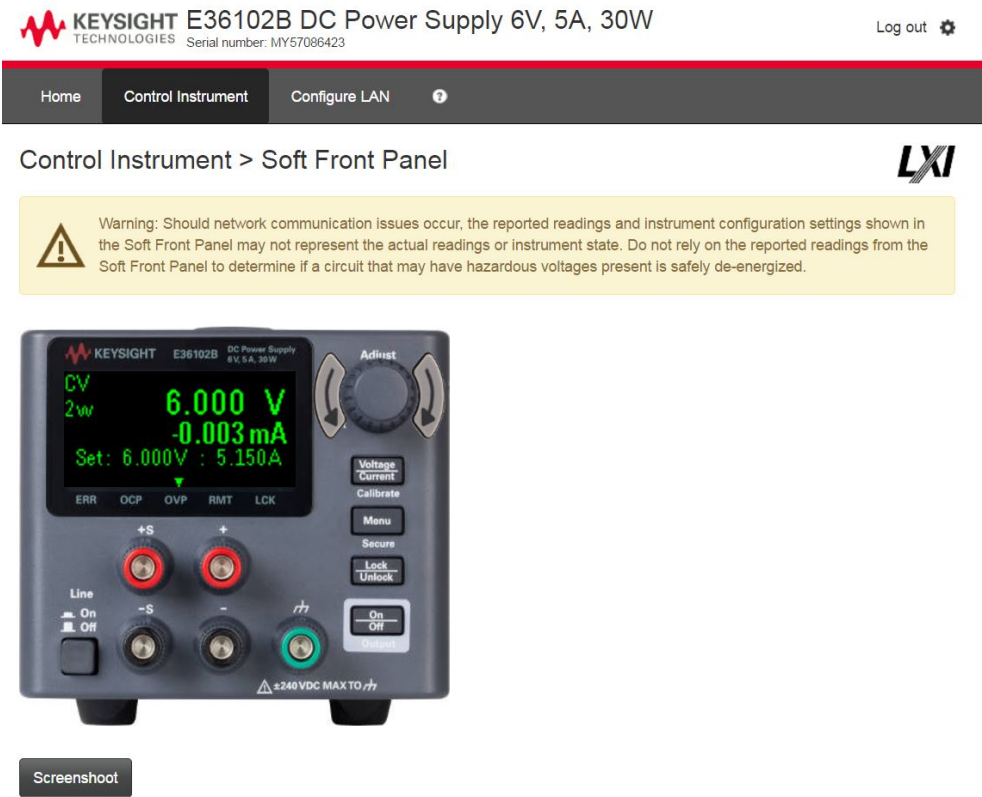 KEYSIGHT
TECHNOLOGIES
E36102B DC Power Supply 6V, 5A, 30W
Serial number: MY57086423
Log out
Home Control Instrument Configure LAN ?
Control Instrument > Soft Front Panel
LXI
Warning: Should network communication issues occur, the reported readings and instrument configuration settings shown in
the Soft Front Panel may not represent the actual readings or instrument state. Do not rely on the reported readings from the
Soft Front Panel to determine if a circuit that may have hazardous voltages present is safely de-energized.
KEYSIGHT E36102B DC Power Supply
6V, 5A, 30W
Adjust
CV
2w 6.000 V
-0.003 mA
Set: 6.000V : 5.150A
ERR OCP OVP RMT LCK
Voltage
Current
Calibrate
Menu
Secure
Lock
Unlock
On
Off
Output
+S +
Line
On
Off
-S -
±240 VDC MAX TO
Screenshoot